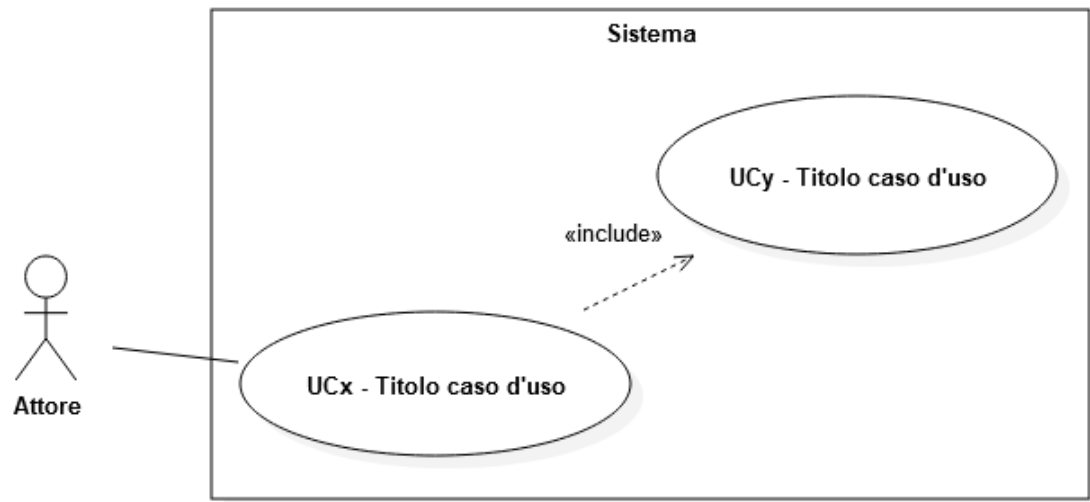 Sistema
UCy - Titolo caso d'uso
«include»
UCx - Titolo caso d'uso
Attore